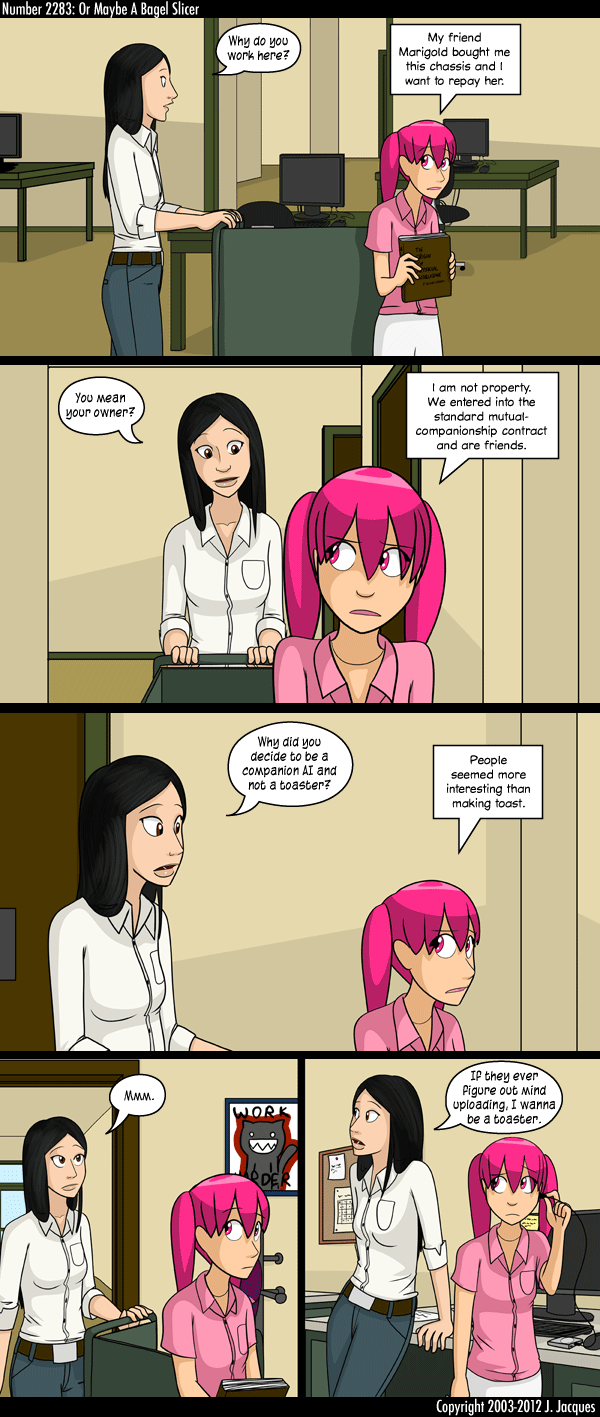 Number 2283: Or Maybe A Bagel Slicer
Why do you
work here?
My friend
Marigold bought me
this chassis and I
want to repay her.
You mean
your owner?
I am not property.
We entered into the
standard mutual-
companionship contract
and are friends.
Why did you
decide to be a
companion AI and
not a toaster?
People
seemed more
interesting than
making toast.
Mmm.
WORK
If they ever
figure out mind
uploading, I wanna
be a toaster.
Copyright 2003-2012 J. Jacques